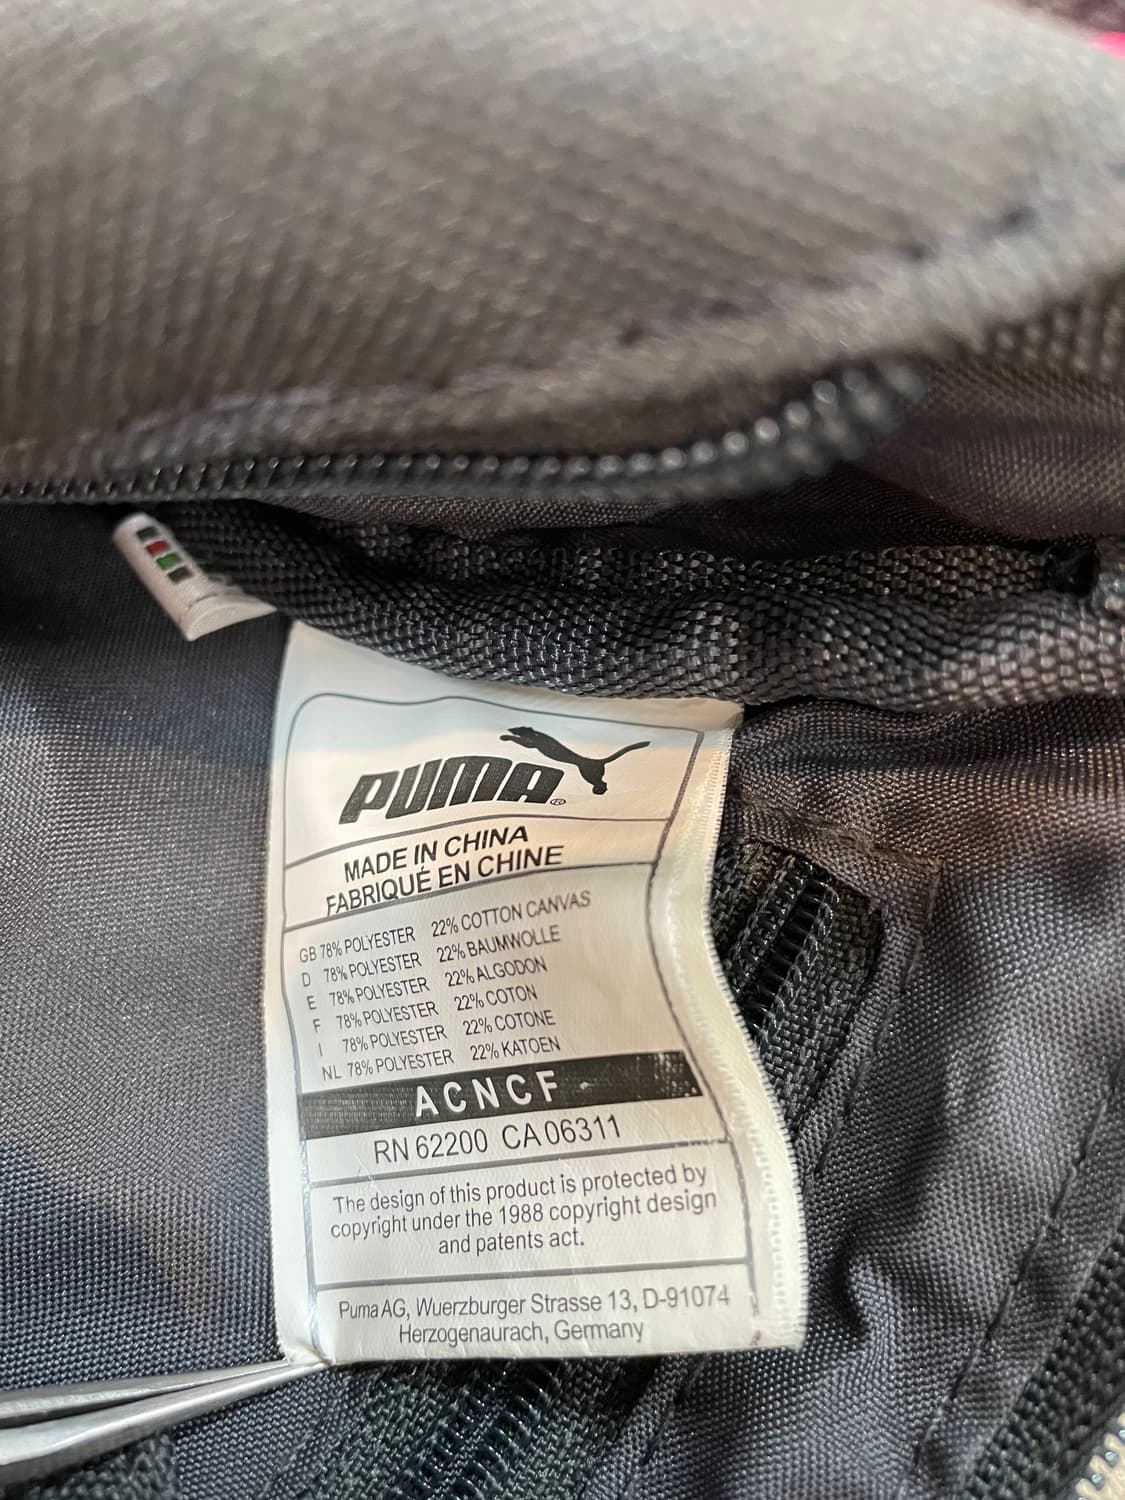 PUMA®
MADE IN CHINA
FABRIQUÉ EN CHINE
GB 78% POLYESTER 22% COTTON CANVAS
D 78% POLYESTER 22% BAUMWOLLE
E 78% POLYESTER 22% ALGODON
F 78% POLYESTER 22% COTON
I 78% POLYESTER 22% COTONE
NL 78% POLYESTER 22% KATOEN
ACNCF
RN 62200 CA 06311
The design of this product is protected by
copyright under the 1988 copyright design
and patents act.
Puma AG, Wuerzburger Strasse 13, D-91074
Herzogenaurach, Germany